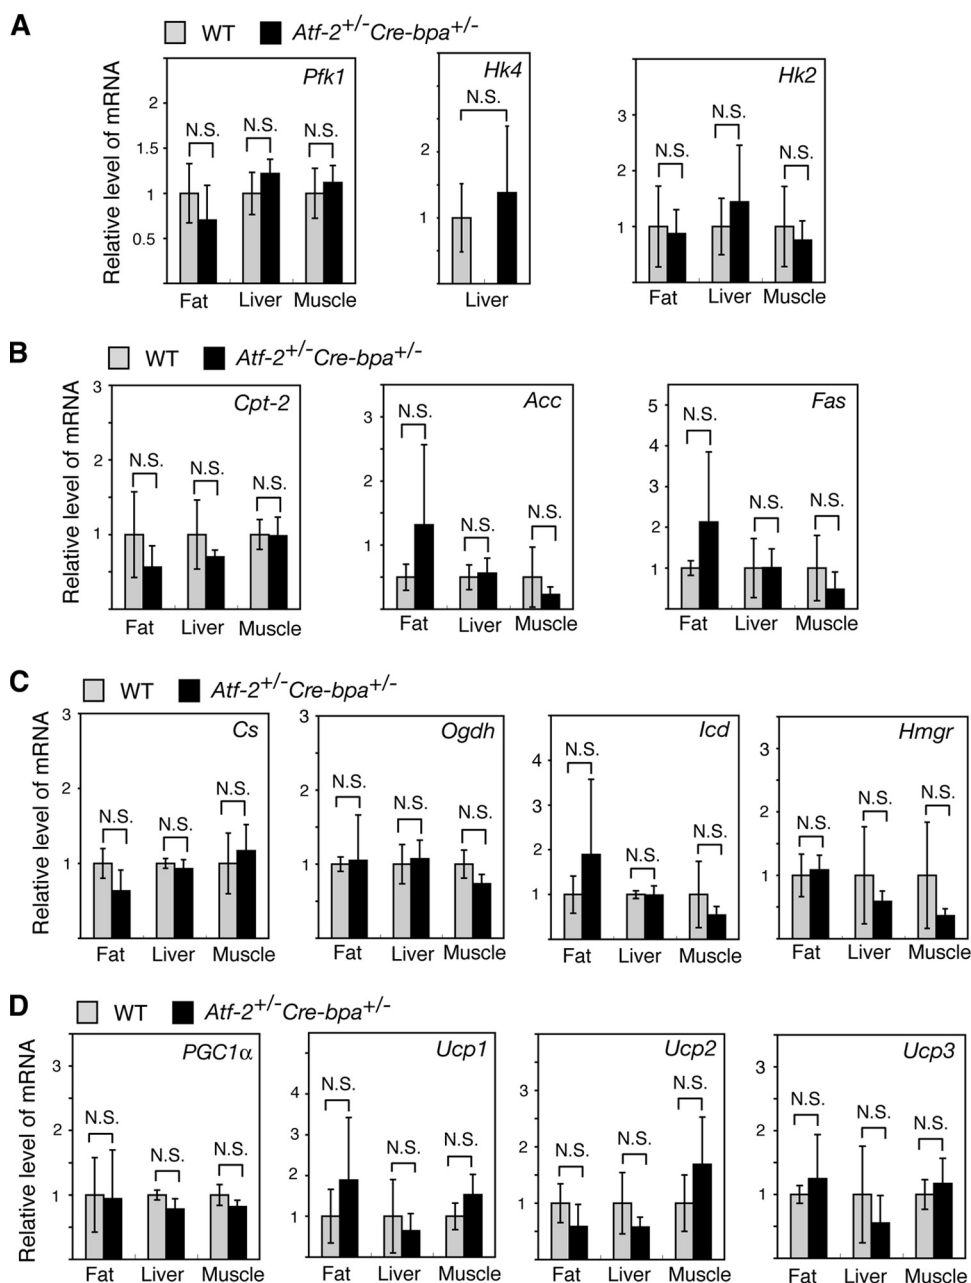 A
WT Atf-2+/-Cre-bpa+/-
Relative level of mRNA
Pfk1
2
1.5
1
0.5
N.S. N.S. N.S.
Fat Liver Muscle
Hk4
2
1
N.S.
Liver
Hk2
3
2
1
N.S. N.S. N.S.
Fat Liver Muscle
B
WT Atf-2+/-Cre-bpa+/-
Relative level of mRNA
Cpt-2
3
2
1
N.S. N.S. N.S.
Fat Liver Muscle
Acc
3
1
N.S. N.S. N.S.
Fat Liver Muscle
Fas
5
4
3
2
1
N.S. N.S. N.S.
Fat Liver Muscle
C
WT Atf-2+/-Cre-bpa+/-
Relative level of mRNA
Cs
3
2
1
N.S. N.S. N.S.
Fat Liver Muscle
Ogdh
3
2
1
N.S. N.S. N.S.
Fat Liver Muscle
Icd
4
3
2
1
N.S. N.S. N.S.
Fat Liver Muscle
Hmgr
3
2
1
N.S. N.S. N.S.
Fat Liver Muscle
D
WT Atf-2+/-Cre-bpa+/-
Relative level of mRNA
PGC1α
3
2
1
N.S. N.S. N.S.
Fat Liver Muscle
Ucp1
4
3
2
1
N.S. N.S. N.S.
Fat Liver Muscle
Ucp2
3
2
1
N.S. N.S. N.S.
Fat Liver Muscle
Ucp3
3
2
1
N.S. N.S. N.S.
Fat Liver Muscle